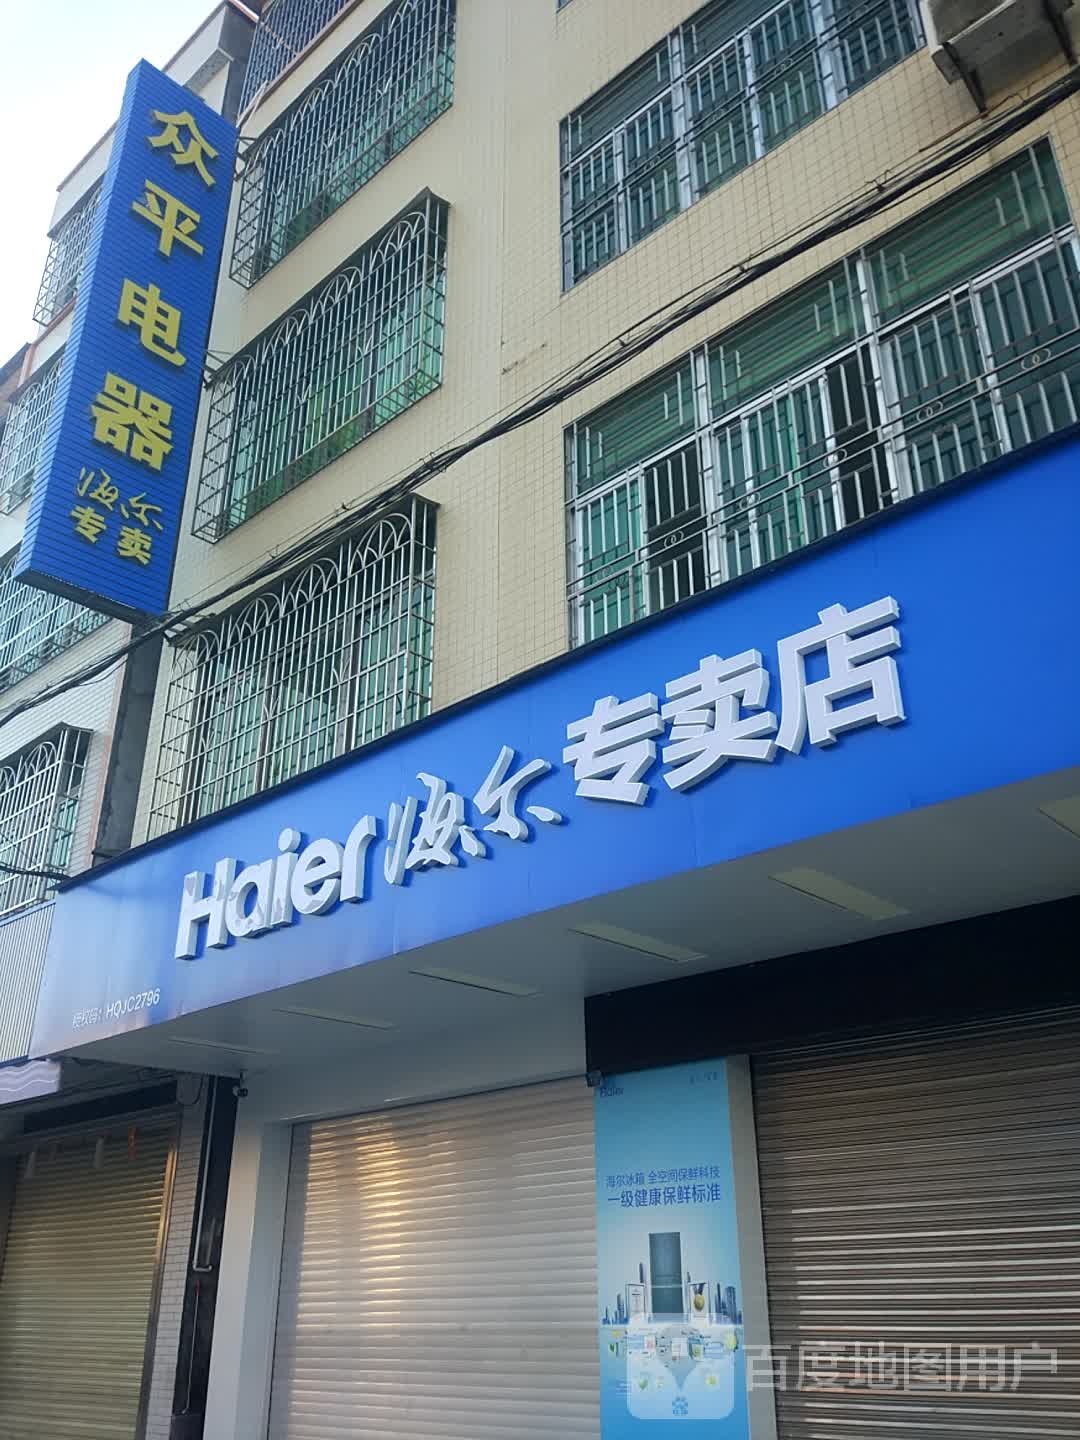 众平电器
海尔
专卖
Haier 海尔 专卖店
授权码：HQJC2796
Haier
海尔冰箱 全空间保鲜科技
一级健康保鲜标准
百度地图用户